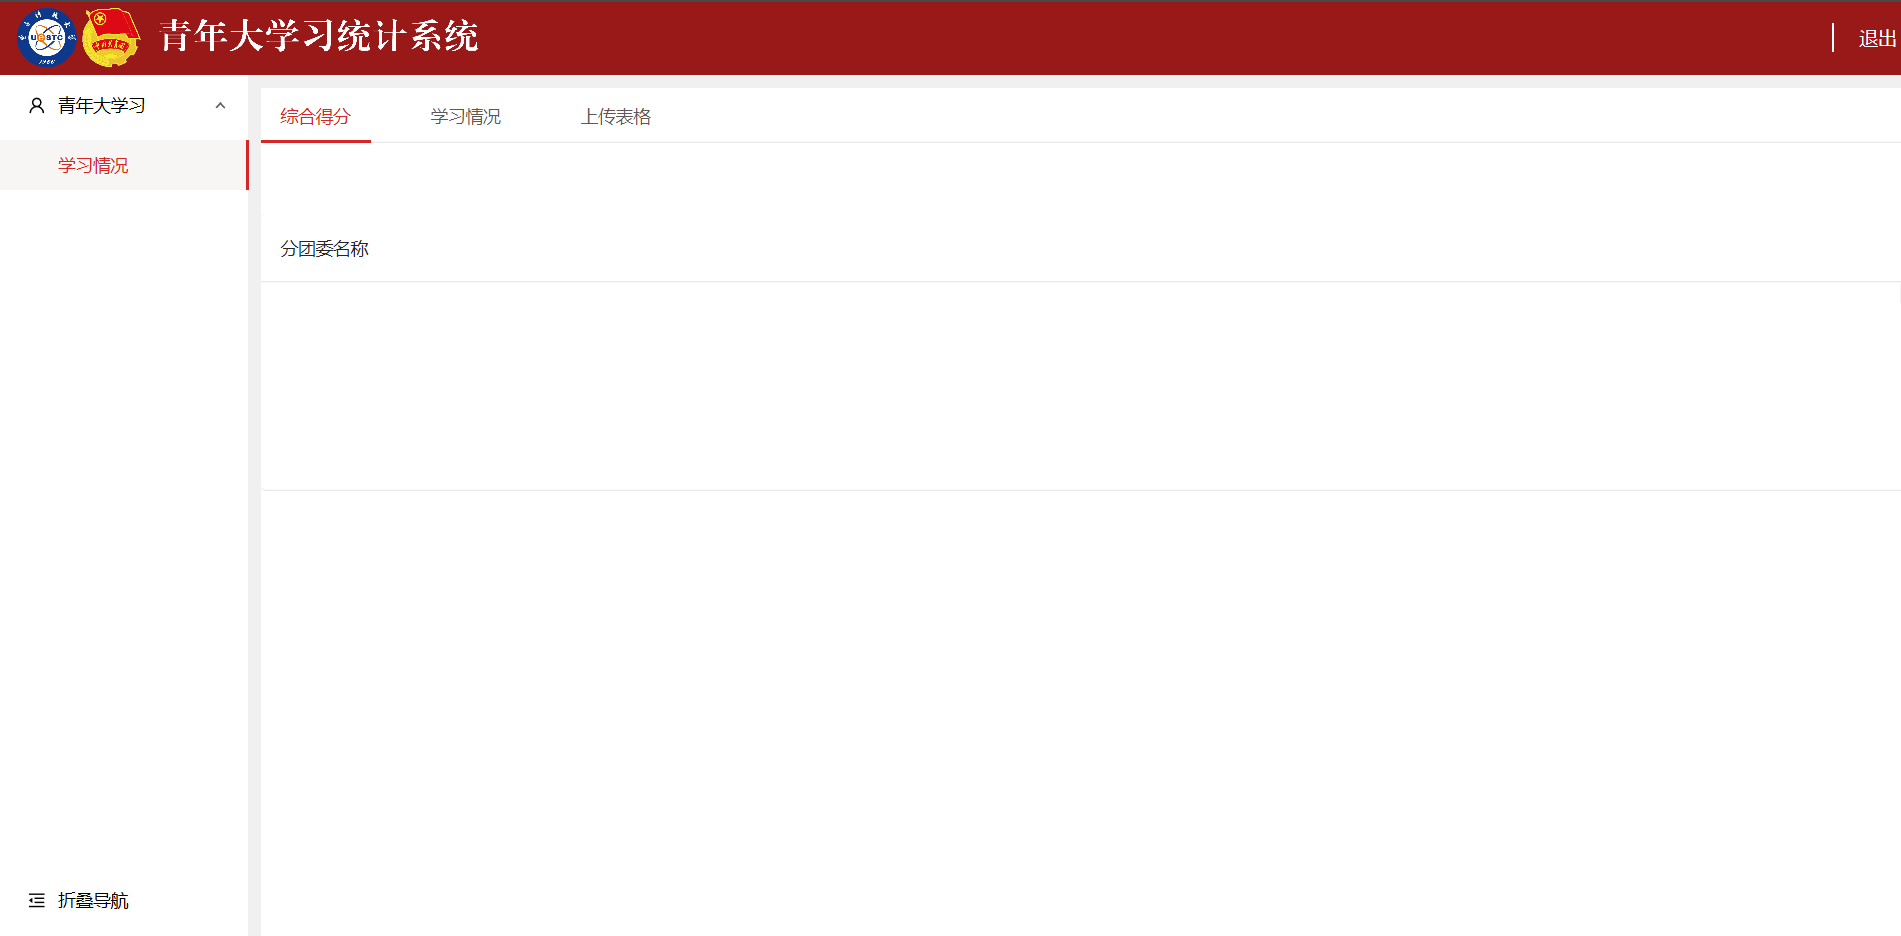 青年大学习统计系统
退出
青年大学习
学习情况
综合得分 学习情况 上传表格
分团委名称
折叠导航
UESTC
1956